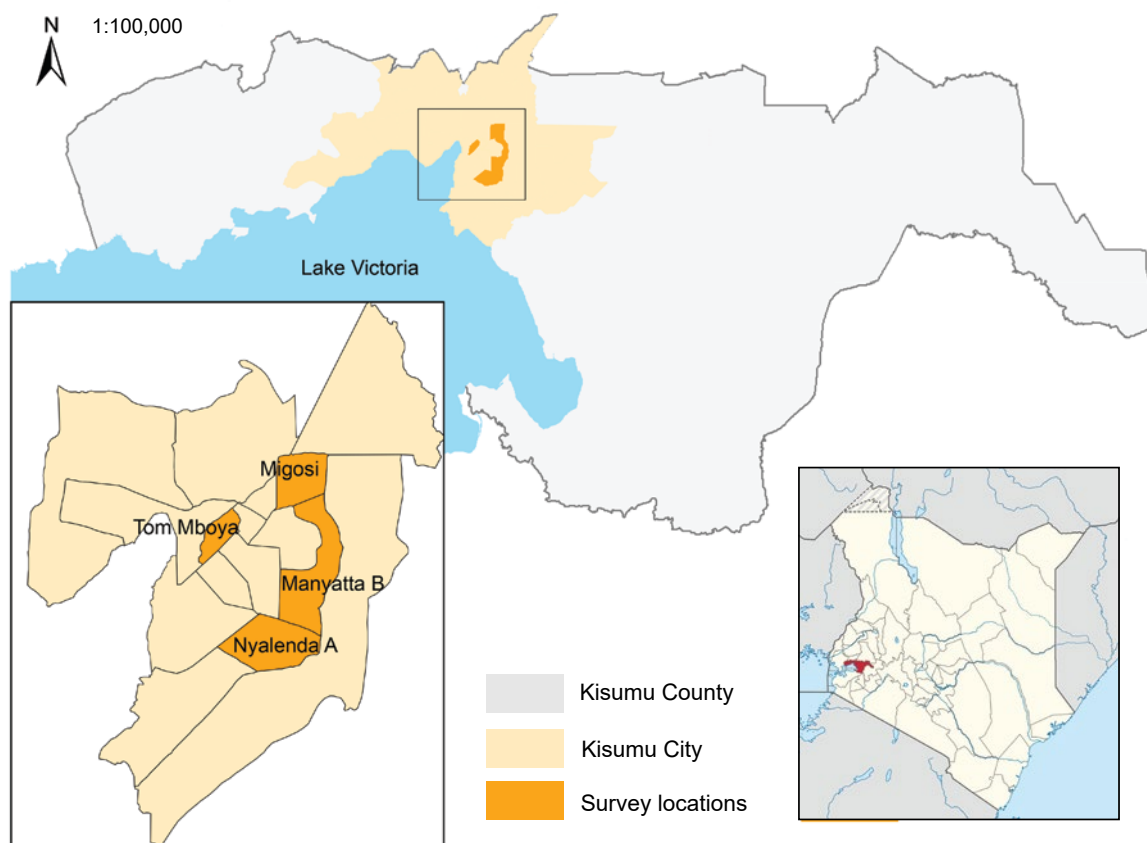 N
1:100,000
Lake Victoria
Migosi
Tom Mboya
Manyatta B
Nyalenda A
Kisumu County
Kisumu City
Survey locations